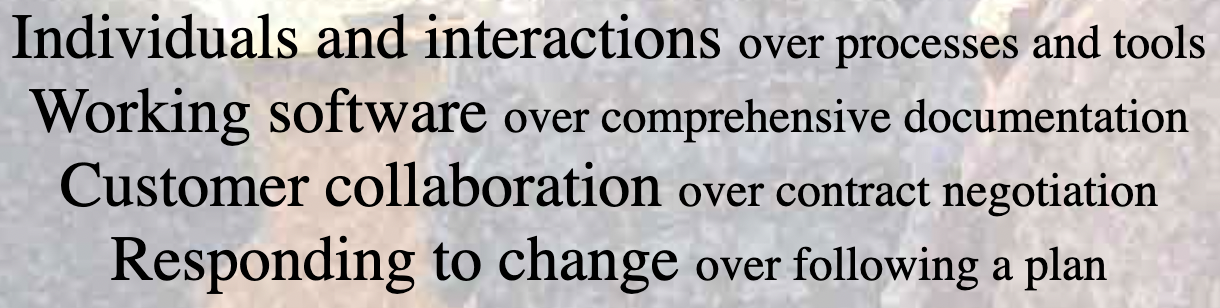 Individuals and interactions over processes and tools
Working software over comprehensive documentation
Customer collaboration over contract negotiation
Responding to change over following a plan